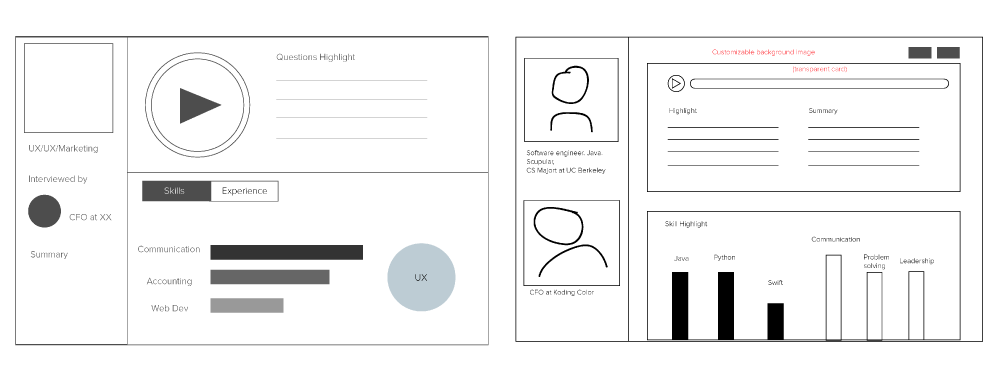 UX/UX/Marketing
Interviewed by
CFO at XX
Summary
Questions Highlight
Skills
Experience
Communication
Accounting
Web Dev
UX
Software engineer. Java.
Scupular,
CS Majort at UC Berkeley
CFO at Koding Color
Customizable background image
(transparent card)
Highlight
Summary
Skill Highlight
Communication
Java
Python
Swift
Problem
solving
Leadership